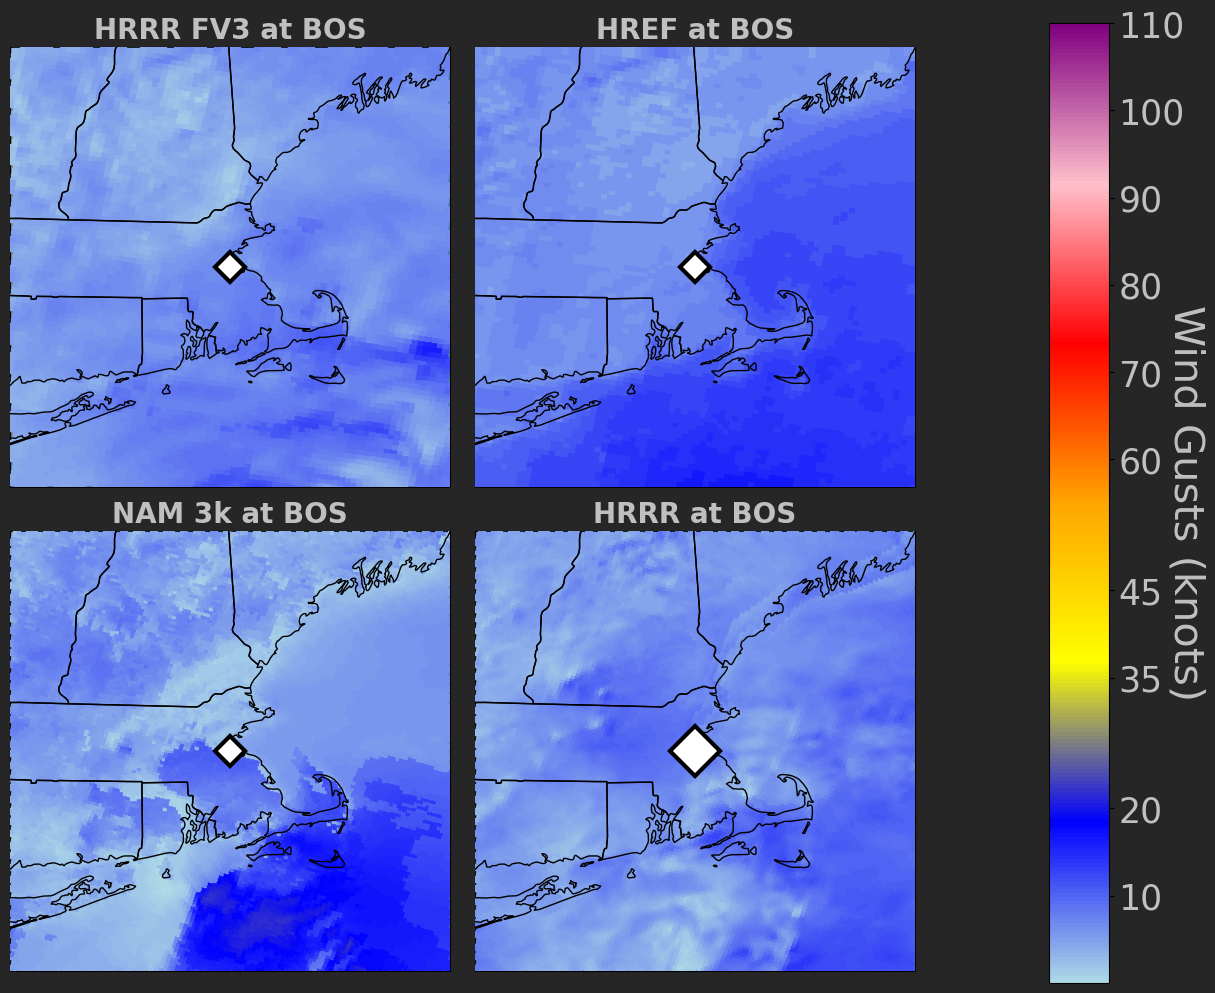 HRRR FV3 at BOS
HREF at BOS
NAM 3k at BOS
HRRR at BOS
110
100
90
80
70
60
45
35
20
10
Wind Gusts (knots)